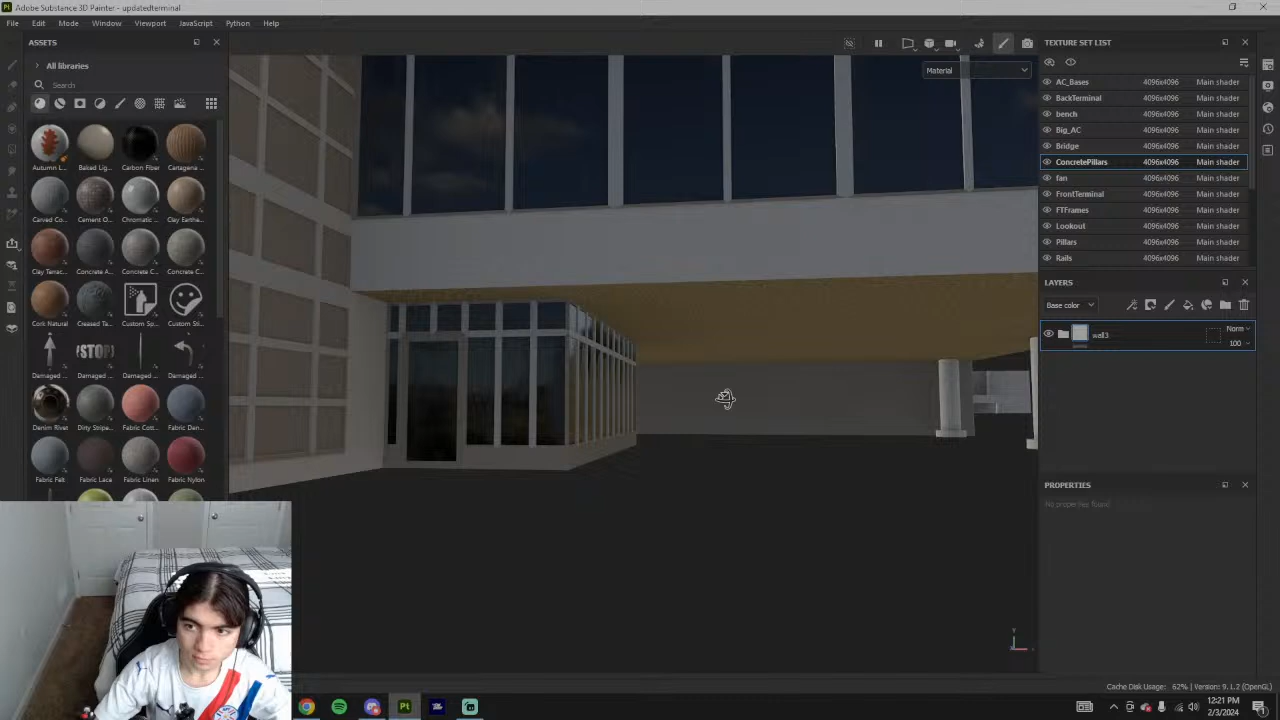 Adobe Substance 3D Painter - updatedterminal
File Edit Mode Window Viewport JavaScript Python Help
ASSETS
All libraries
Search
Autumn L...
Baked Lig...
Carbon Fiber
Cartagena ...
Carved Co...
Cement O...
Chromatic ...
Clay Earthe...
Clay Terrac...
Concrete A...
Concrete C...
Concrete C...
Cork Natural
Creased Ta...
Custom Sp...
Custom Sti...
STOP
Damaged ...
Damaged ...
Damaged ...
Damaged ...
Denim Rivet
Dirty Stripe...
Fabric Cott...
Fabric Den...
Fabric Felt
Fabric Lace
Fabric Linen
Fabric Nylon
Material
Y
TEXTURE SET LIST
AC_Bases 4096x4096 Main shader
BackTerminal 4096x4096 Main shader
bench 4096x4096 Main shader
Big_AC 4096x4096 Main shader
Bridge 4096x4096 Main shader
ConcretePillars 4096x4096 Main shader
fan 4096x4096 Main shader
FrontTerminal 4096x4096 Main shader
FTFrames 4096x4096 Main shader
Lookout 4096x4096 Main shader
Pillars 4096x4096 Main shader
Rails 4096x4096 Main shader
LAYERS
Base color
wall3
Norm
100
PROPERTIES
No properties found
Cache Disk Usage: 62% | Version: 9.1.2 (OpenGL)
Pt
12:21 PM
2/3/2024